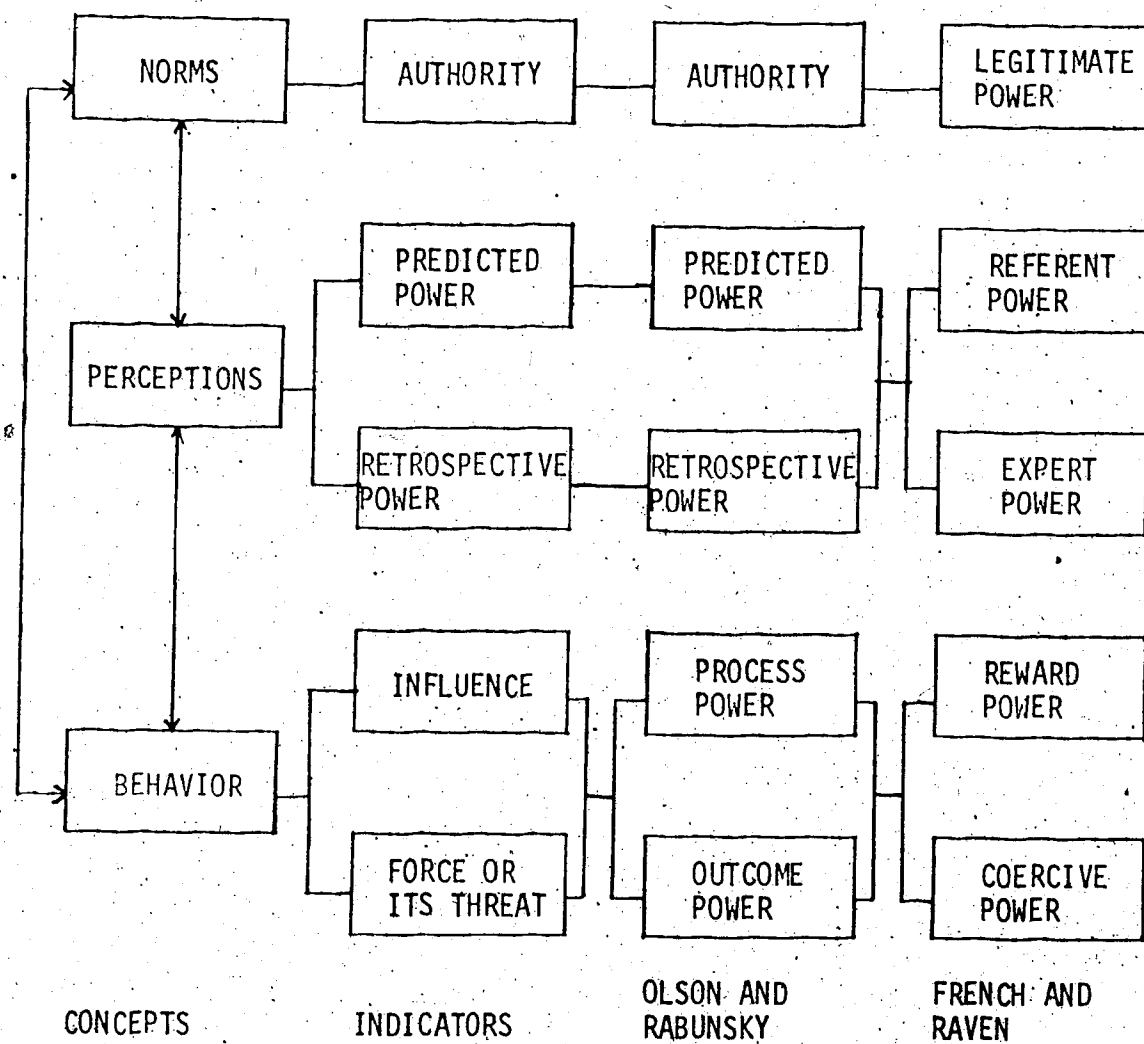 NORMS
AUTHORITY
AUTHORITY
LEGITIMATE
POWER
PREDICTED
POWER
PREDICTED
POWER
REFERENT
POWER
PERCEPTIONS
RETROSPECTIVE
POWER
RETROSPECTIVE
POWER
EXPERT
POWER
INFLUENCE
PROCESS
POWER
REWARD
POWER
BEHAVIOR
FORCE OR
ITS THREAT
OUTCOME
POWER
COERCIVE
POWER
CONCEPTS
INDICATORS
OLSON AND
RABUNSKY
FRENCH AND
RAVEN